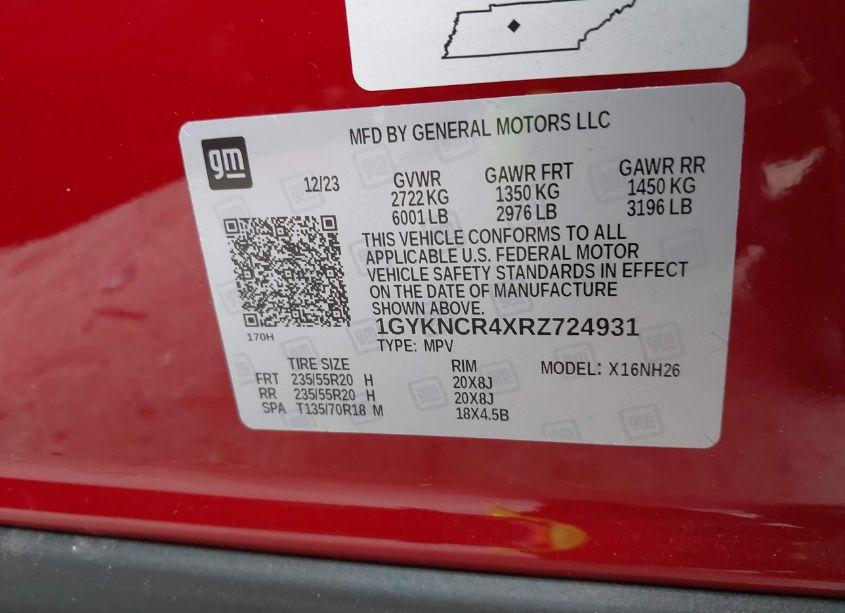 MFD BY GENERAL MOTORS LLC
gm
12/23 GVWR GAWR FRT GAWR RR
2722 KG 1350 KG 1450 KG
6001 LB 2976 LB 3196 LB
THIS VEHICLE CONFORMS TO ALL
APPLICABLE U.S. FEDERAL MOTOR
VEHICLE SAFETY STANDARDS IN EFFECT
ON THE DATE OF MANUFACTURE
SHOWN ABOVE.
170H
1GYKNCR4XRZ724931
TYPE: MPV
TIRE SIZE RIM MODEL: X16NH26
FRT 235/55R20 H 20X8J
RR 235/55R20 H 20X8J
SPA T135/70R18 M 18X4.5B